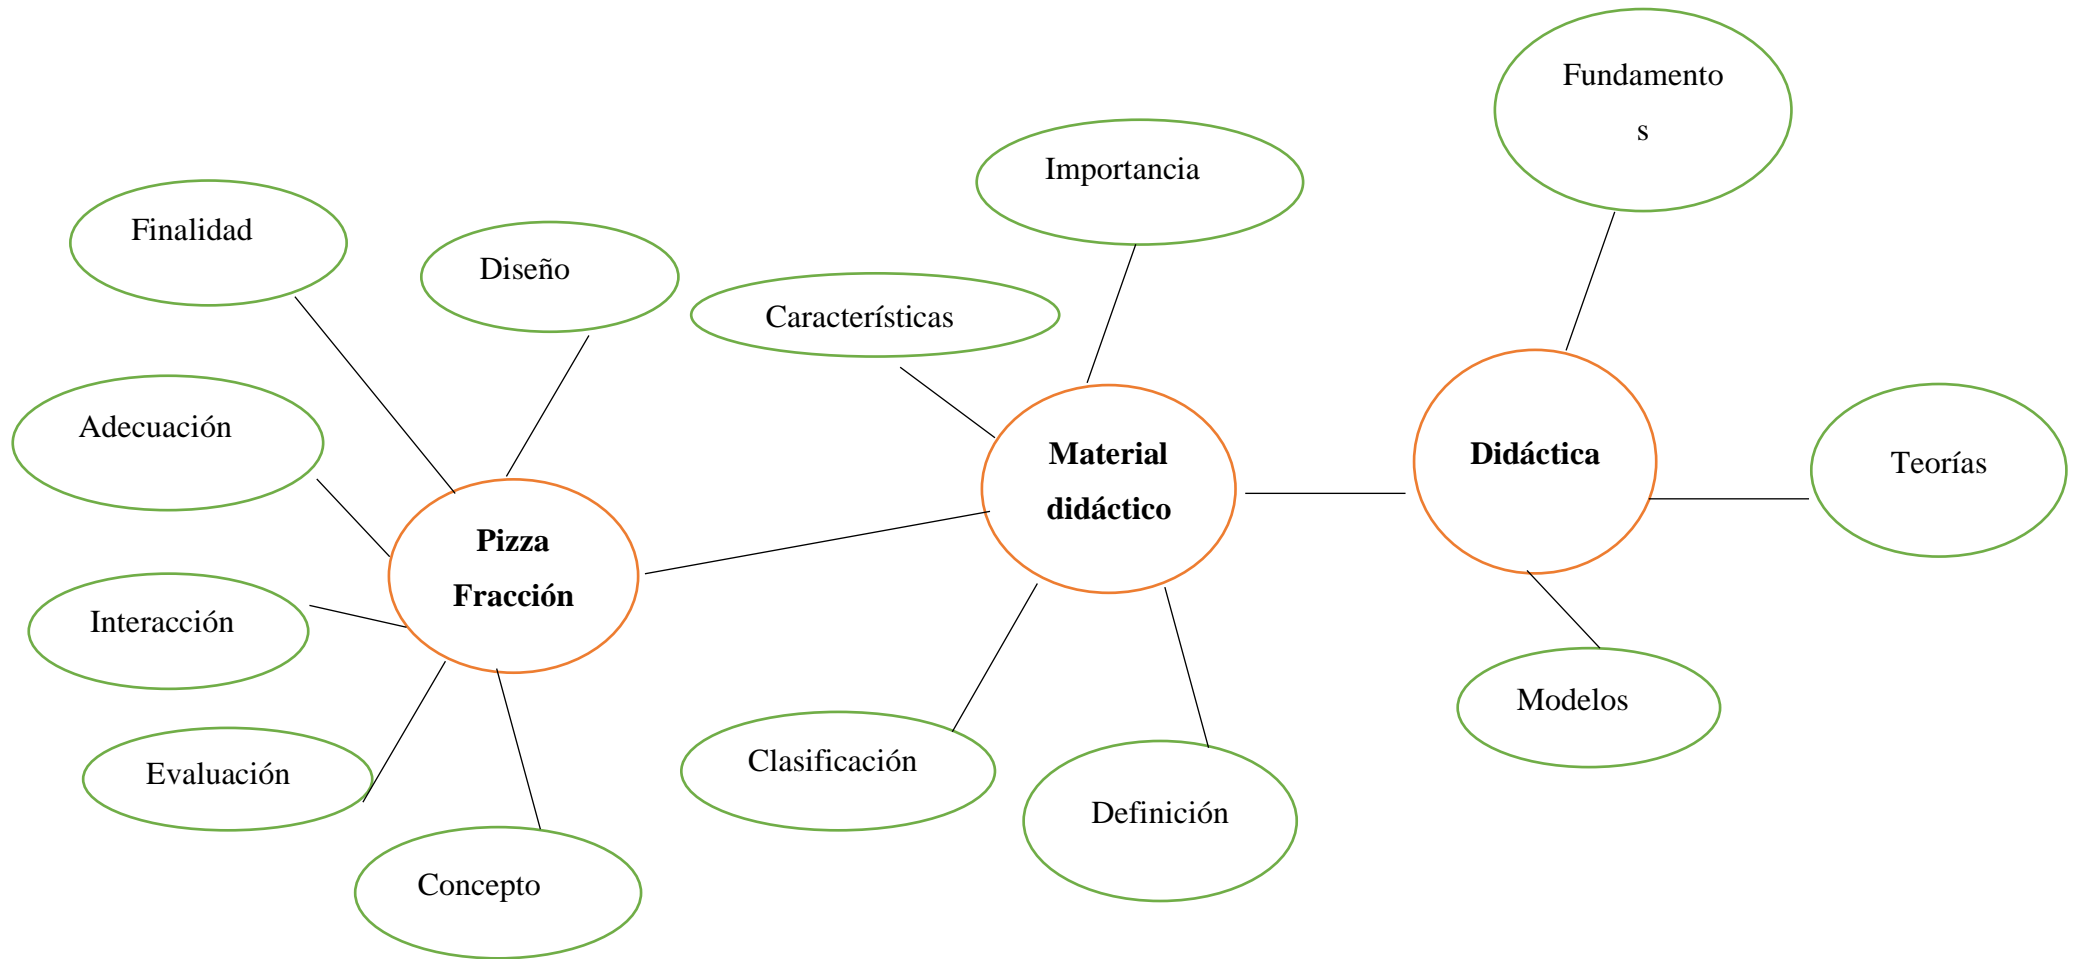 Fundamento
s
Importancia
Finalidad
Diseño
Características
Adecuación
Material
didáctico
Didáctica
Teorías
Pizza
Fracción
Interacción
Modelos
Evaluación
Clasificación
Definición
Concepto